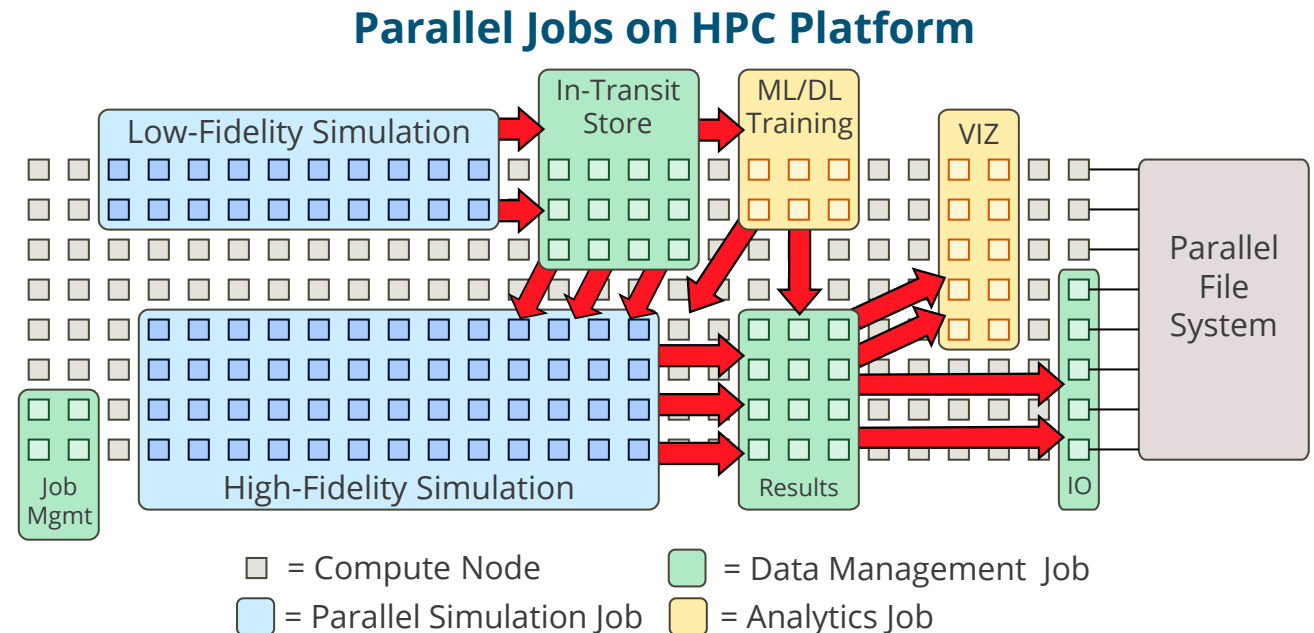 Parallel Jobs on HPC Platform
In-Transit
Store
ML/DL
Training
Low-Fidelity Simulation
VIZ
Parallel
File
System
Job
Mgmt
High-Fidelity Simulation
Results
IO
= Compute Node
= Data Management Job
= Parallel Simulation Job
= Analytics Job